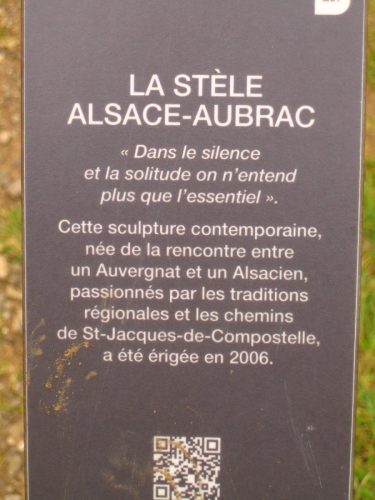 LA STÈLE
ALSACE-AUBRAC
« Dans le silence
et la solitude on n'entend
plus que l'essentiel ».
Cette sculpture contemporaine,
née de la rencontre entre
un Auvergnat et un Alsacien,
passionnés par les traditions
régionales et les chemins
de St-Jacques-de-Compostelle,
a été érigée en 2006.